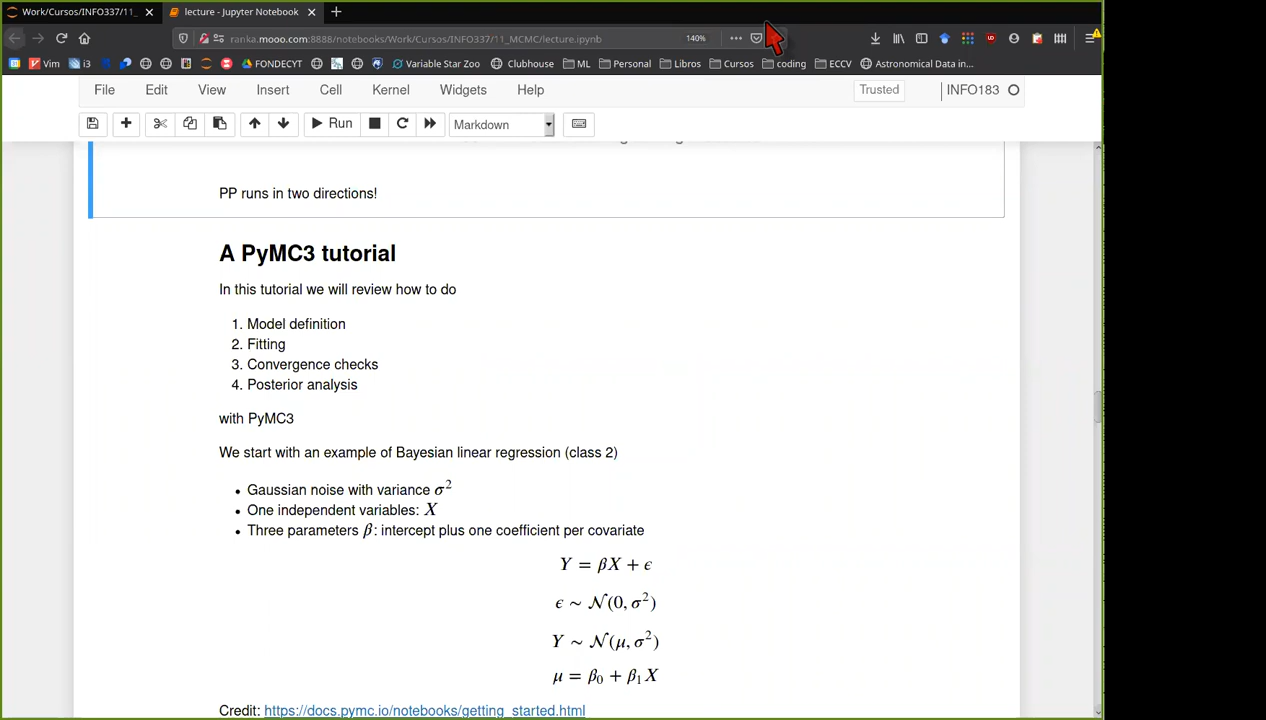 Work/Cursos/INFO337/11_ lecture - Jupyter Notebook
ranka.mooo.com:8888/notebooks/Work/Cursos/INFO337/11_MCMC/lecture.ipynb 140%
Vim i3 FONDECYT Variable Star Zoo Clubhouse ML Personal Libros Cursos coding ECCV Astronomical Data in...
File Edit View Insert Cell Kernel Widgets Help Trusted INFO183
Run Markdown
PP runs in two directions!
A PyMC3 tutorial
In this tutorial we will review how to do
1. Model definition
2. Fitting
3. Convergence checks
4. Posterior analysis
with PyMC3
We start with an example of Bayesian linear regression (class 2)
• Gaussian noise with variance σ²
• One independent variables: X
• Three parameters β: intercept plus one coefficient per covariate
Y = βX + ϵ
ϵ ∼ 𝒩(0, σ²)
Y ∼ 𝒩(μ, σ²)
μ = β₀ + β₁X
Credit: https://docs.pymc.io/notebooks/getting_started.html